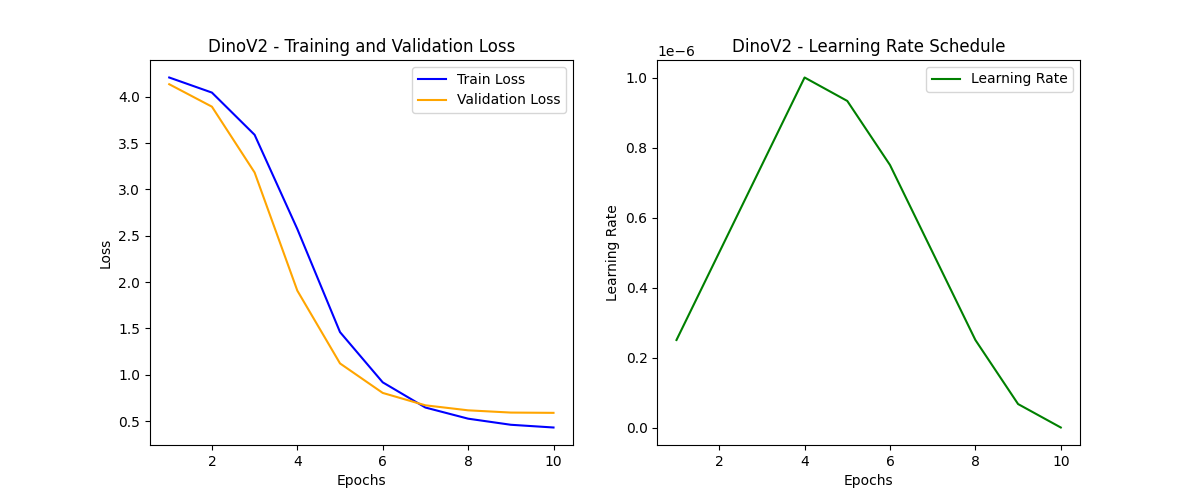 DinoV2 - Training and Validation Loss
Train Loss
Validation Loss
4.0
3.5
3.0
2.5
2.0
1.5
1.0
0.5
Loss
2
4
6
8
10
Epochs
DinoV2 - Learning Rate Schedule
1e−6
Learning Rate
1.0
0.8
0.6
0.4
0.2
0.0
Learning Rate
2
4
6
8
10
Epochs